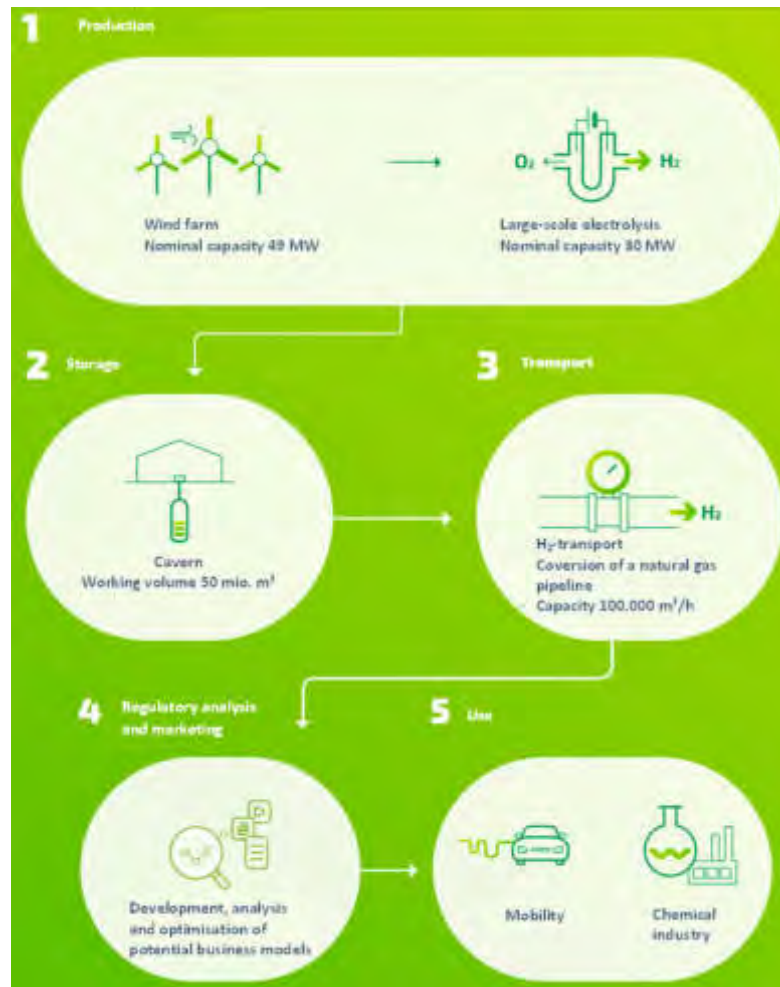 1 Production
O₂
H₂
Wind farm
Nominal capacity 49 MW
Large-scale electrolysis
Nominal capacity 80 MW
2 Storage
Cavern
Working volume 50 mio. m³
3 Transport
H₂
H₂-transport
Coversion of a natural gas
pipeline
Capacity 100.000 m³/h
4 Regulatory analysis
and marketing
Development, analysis
and optimisation of
potential business models
5 Use
Mobility
Chemical
industry